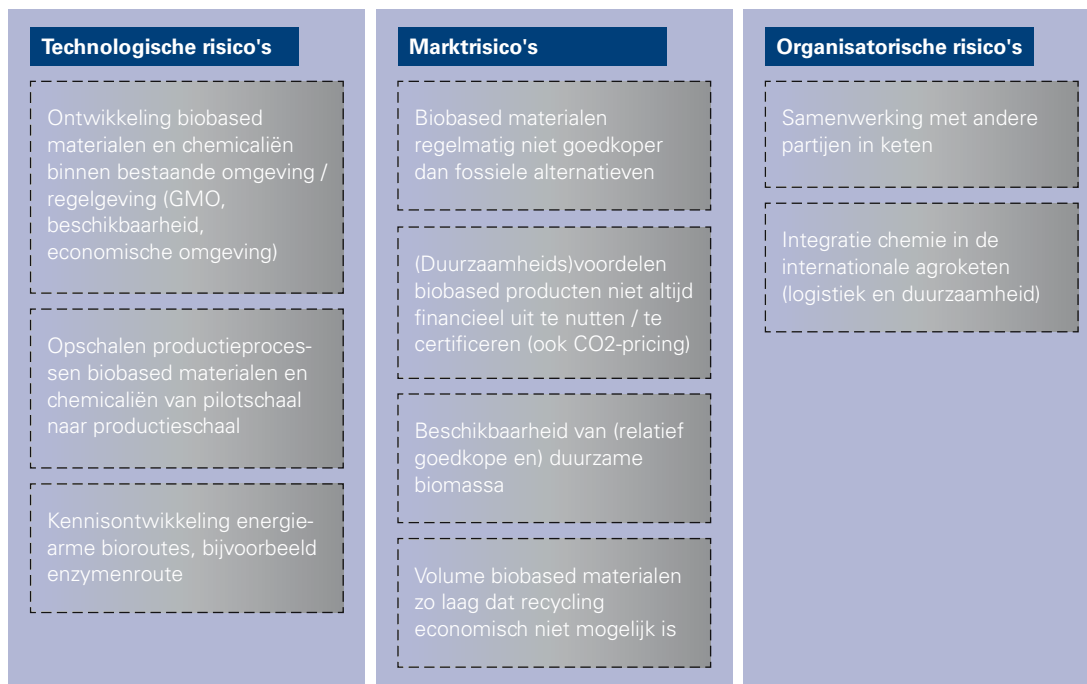 Technologische risico's
Ontwikkeling biobased
materialen en chemicaliën
binnen bestaande omgeving /
regelgeving (GMO,
beschikbaarheid,
economische omgeving)
Opschalen productieproces-
sen biobased materialen en
chemicaliën van pilotschaal
naar productieschaal
Kennisontwikkeling energie-
arme bioroutes, bijvoorbeeld
enzymenroute
Marktrisico's
Biobased materialen
regelmatig niet goedkoper
dan fossiele alternatieven
(Duurzaamheids)voordelen
biobased producten niet altijd
financieel uit te nutten / te
certificeren (ook CO2-pricing)
Beschikbaarheid van (relatief
goedkope en) duurzame
biomassa
Volume biobased materialen
zo laag dat recycling
economisch niet mogelijk is
Organisatorische risico's
Samenwerking met andere
partijen in keten
Integratie chemie in de
internationale agroketen
(logistiek en duurzaamheid)